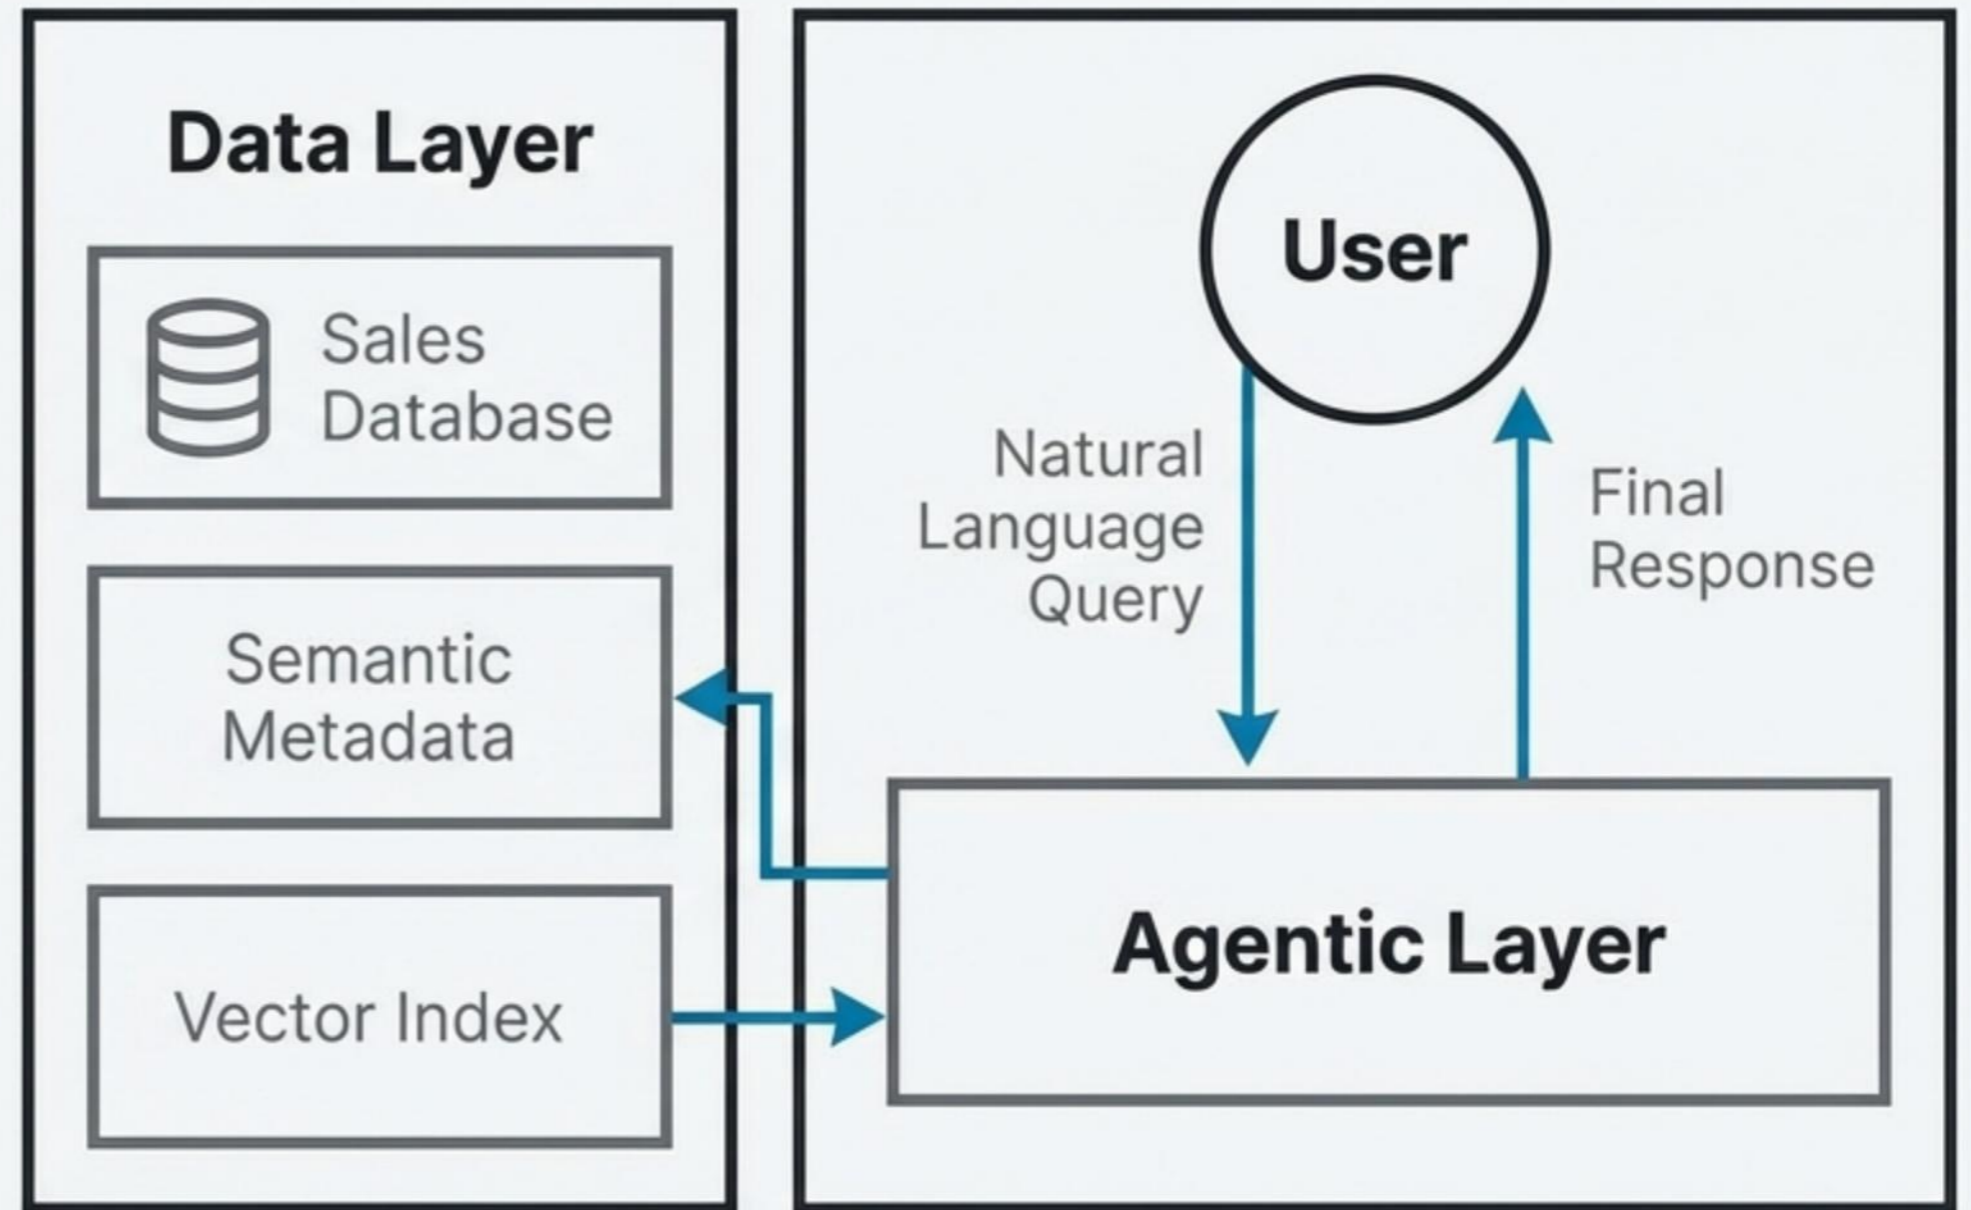 Data Layer
Sales
Database
Semantic
Metadata
Vector Index
User
Natural
Language
Query
Final
Response
Agentic Layer